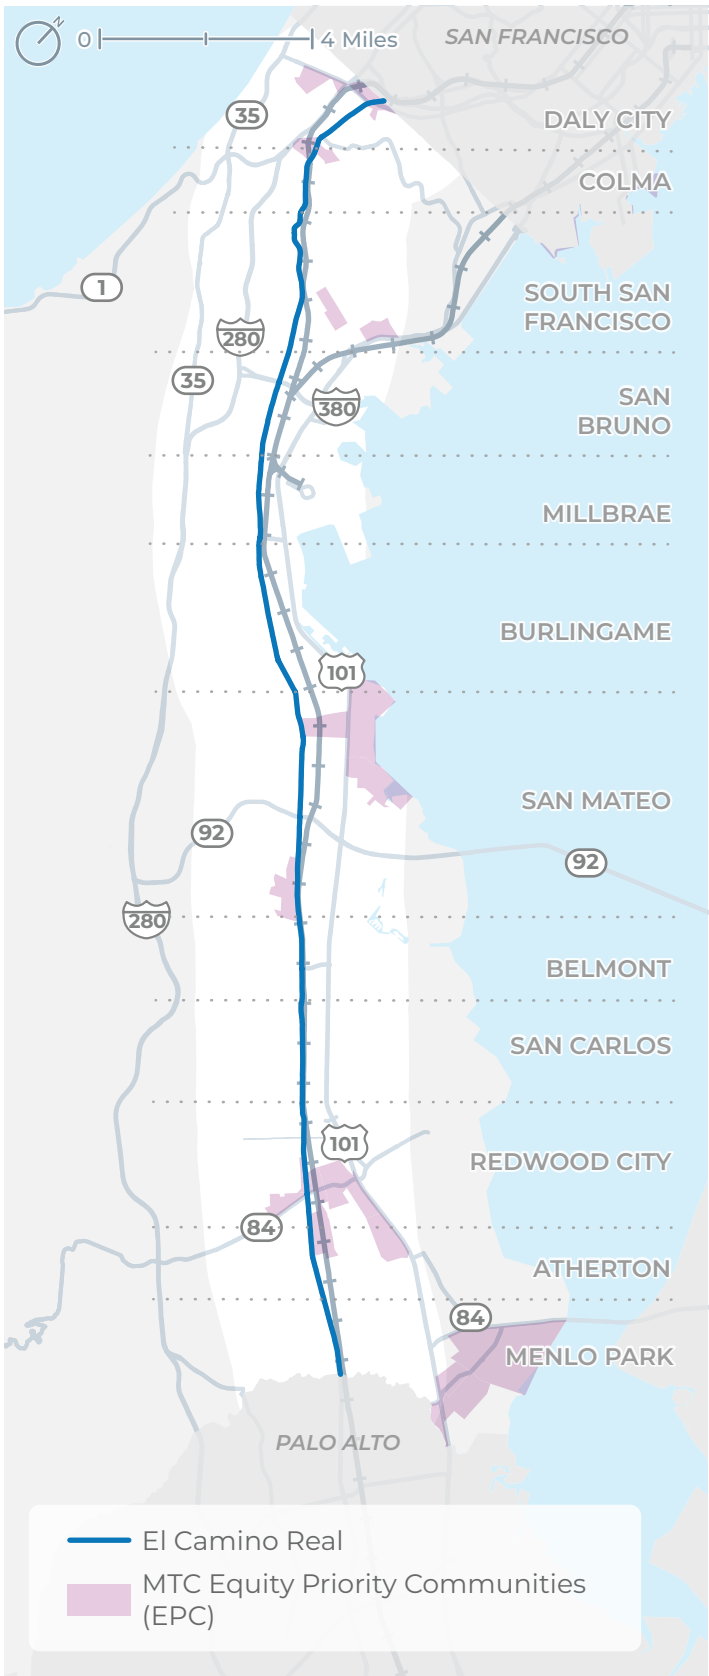 N
0
4 Miles
SAN FRANCISCO
35
DALY CITY
COLMA
1
SOUTH SAN
FRANCISCO
280
35
380
SAN
BRUNO
MILLBRAE
BURLINGAME
101
SAN MATEO
92
92
280
BELMONT
SAN CARLOS
101
REDWOOD CITY
84
ATHERTON
84
MENLO PARK
PALO ALTO
El Camino Real
MTC Equity Priority Communities
(EPC)